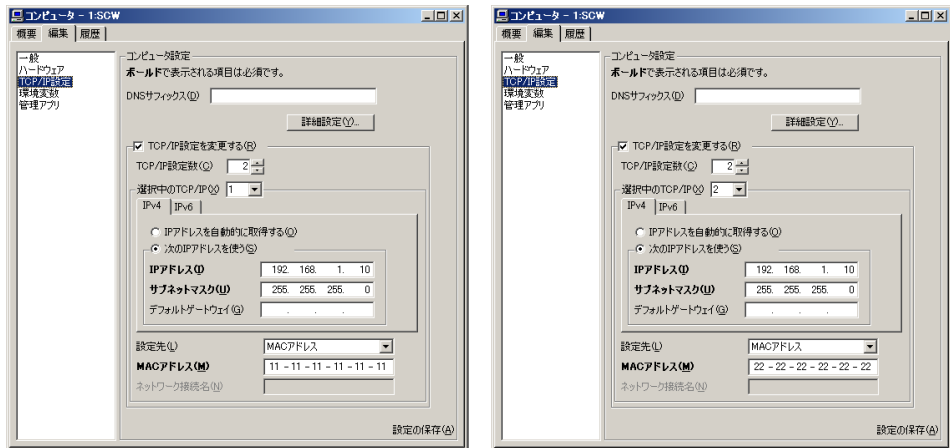 コンピュータ - 1:SCW
概要 編集 履歴
一般
ハードウェア
TCP/IP設定
環境変数
管理アプリ
コンピュータ設定
ボールドで表示される項目は必須です。
DNSサフィックス(D)
詳細設定(Y)...
TCP/IP設定を変更する(R)
TCP/IP設定数(C) 2
選択中のTCP/IP(X) 1
IPv4 IPv6
IPアドレスを自動的に取得する(O)
次のIPアドレスを使う(S)
IPアドレス(I) 192. 168. 1. 10
サブネットマスク(U) 255. 255. 255. 0
デフォルトゲートウェイ(G) . . .
設定先(L) MACアドレス
MACアドレス(M) 11 - 11 - 11 - 11 - 11 - 11
ネットワーク接続名(N)
設定の保存(A)
コンピュータ - 1:SCW
概要 編集 履歴
一般
ハードウェア
TCP/IP設定
環境変数
管理アプリ
コンピュータ設定
ボールドで表示される項目は必須です。
DNSサフィックス(D)
詳細設定(Y)...
TCP/IP設定を変更する(R)
TCP/IP設定数(C) 2
選択中のTCP/IP(X) 2
IPv4 IPv6
IPアドレスを自動的に取得する(O)
次のIPアドレスを使う(S)
IPアドレス(I) 192. 168. 1. 10
サブネットマスク(U) 255. 255. 255. 0
デフォルトゲートウェイ(G) . . .
設定先(L) MACアドレス
MACアドレス(M) 22 - 22 - 22 - 22 - 22 - 22
ネットワーク接続名(N)
設定の保存(A)